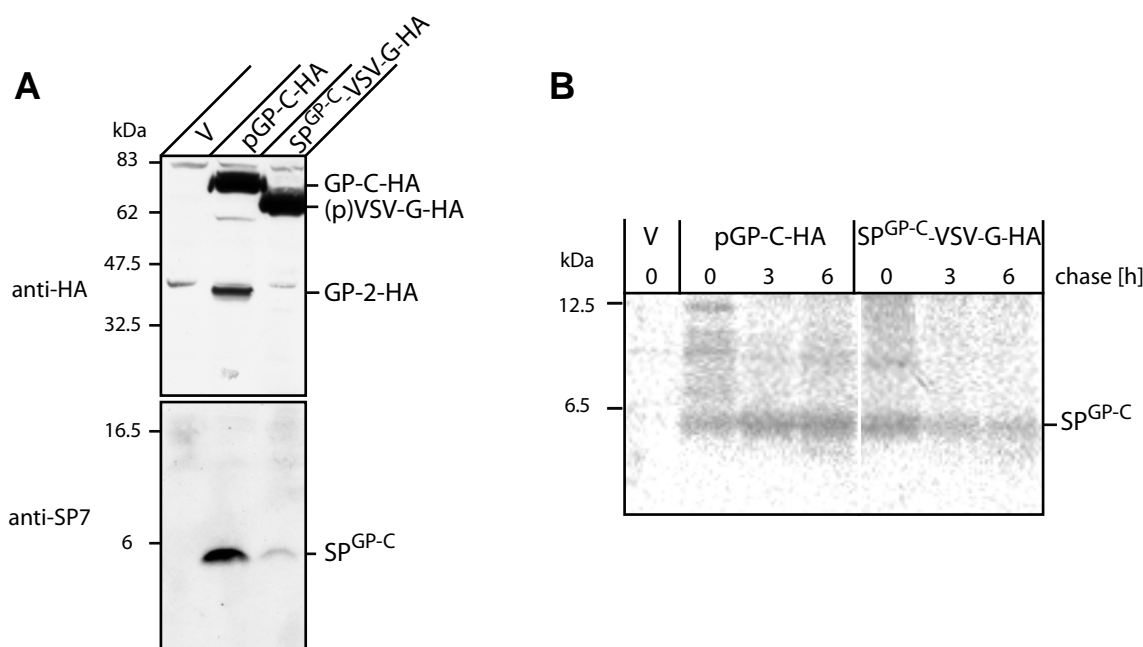 A
V
pGP-C-HA
SPGP-C-VSV-G-HA
kDa
83
62
47.5
32.5
anti-HA
GP-C-HA
(p)VSV-G-HA
GP-2-HA
16.5
6
anti-SP7
SPGP-C
B
V pGP-C-HA SPGP-C-VSV-G-HA
kDa 0 0 3 6 0 3 6 chase [h]
12.5
6.5
SPGP-C